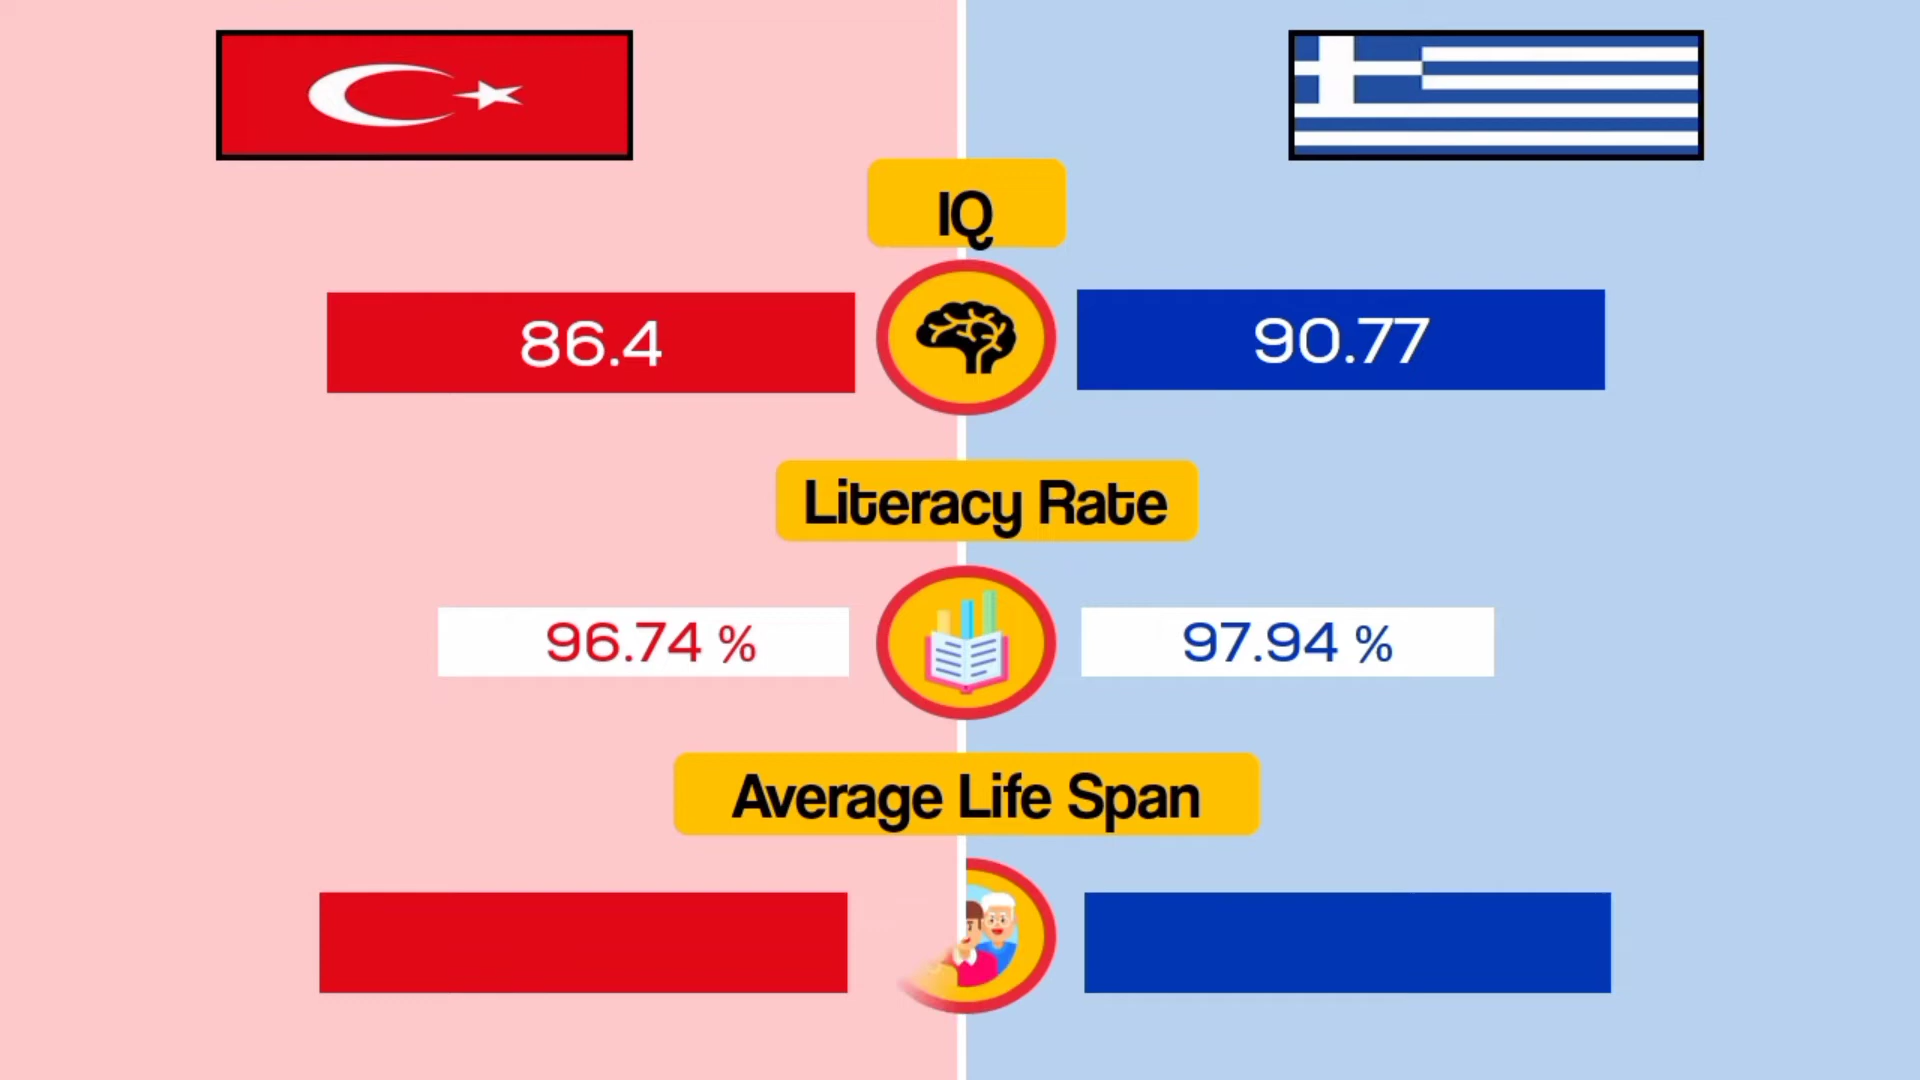 IQ
86.4
90.77
Literacy Rate
96.74 %
97.94 %
Average Life Span